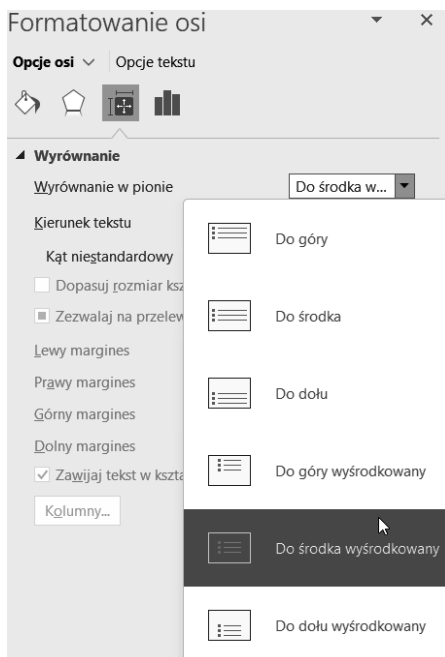 Formatowanie osi
Opcje osi Opcje tekstu
Wyrównanie
Wyrównanie w pionie Do środka w...
Kierunek tekstu
Kąt niestandardowy
Dopasuj rozmiar ksz
Zezwalaj na przelew
Lewy margines
Prawy margines
Górny margines
Dolny margines
Zawijaj tekst w kszta
Kolumny...
Do góry
Do środka
Do dołu
Do góry wyśrodkowany
Do środka wyśrodkowany
Do dołu wyśrodkowany